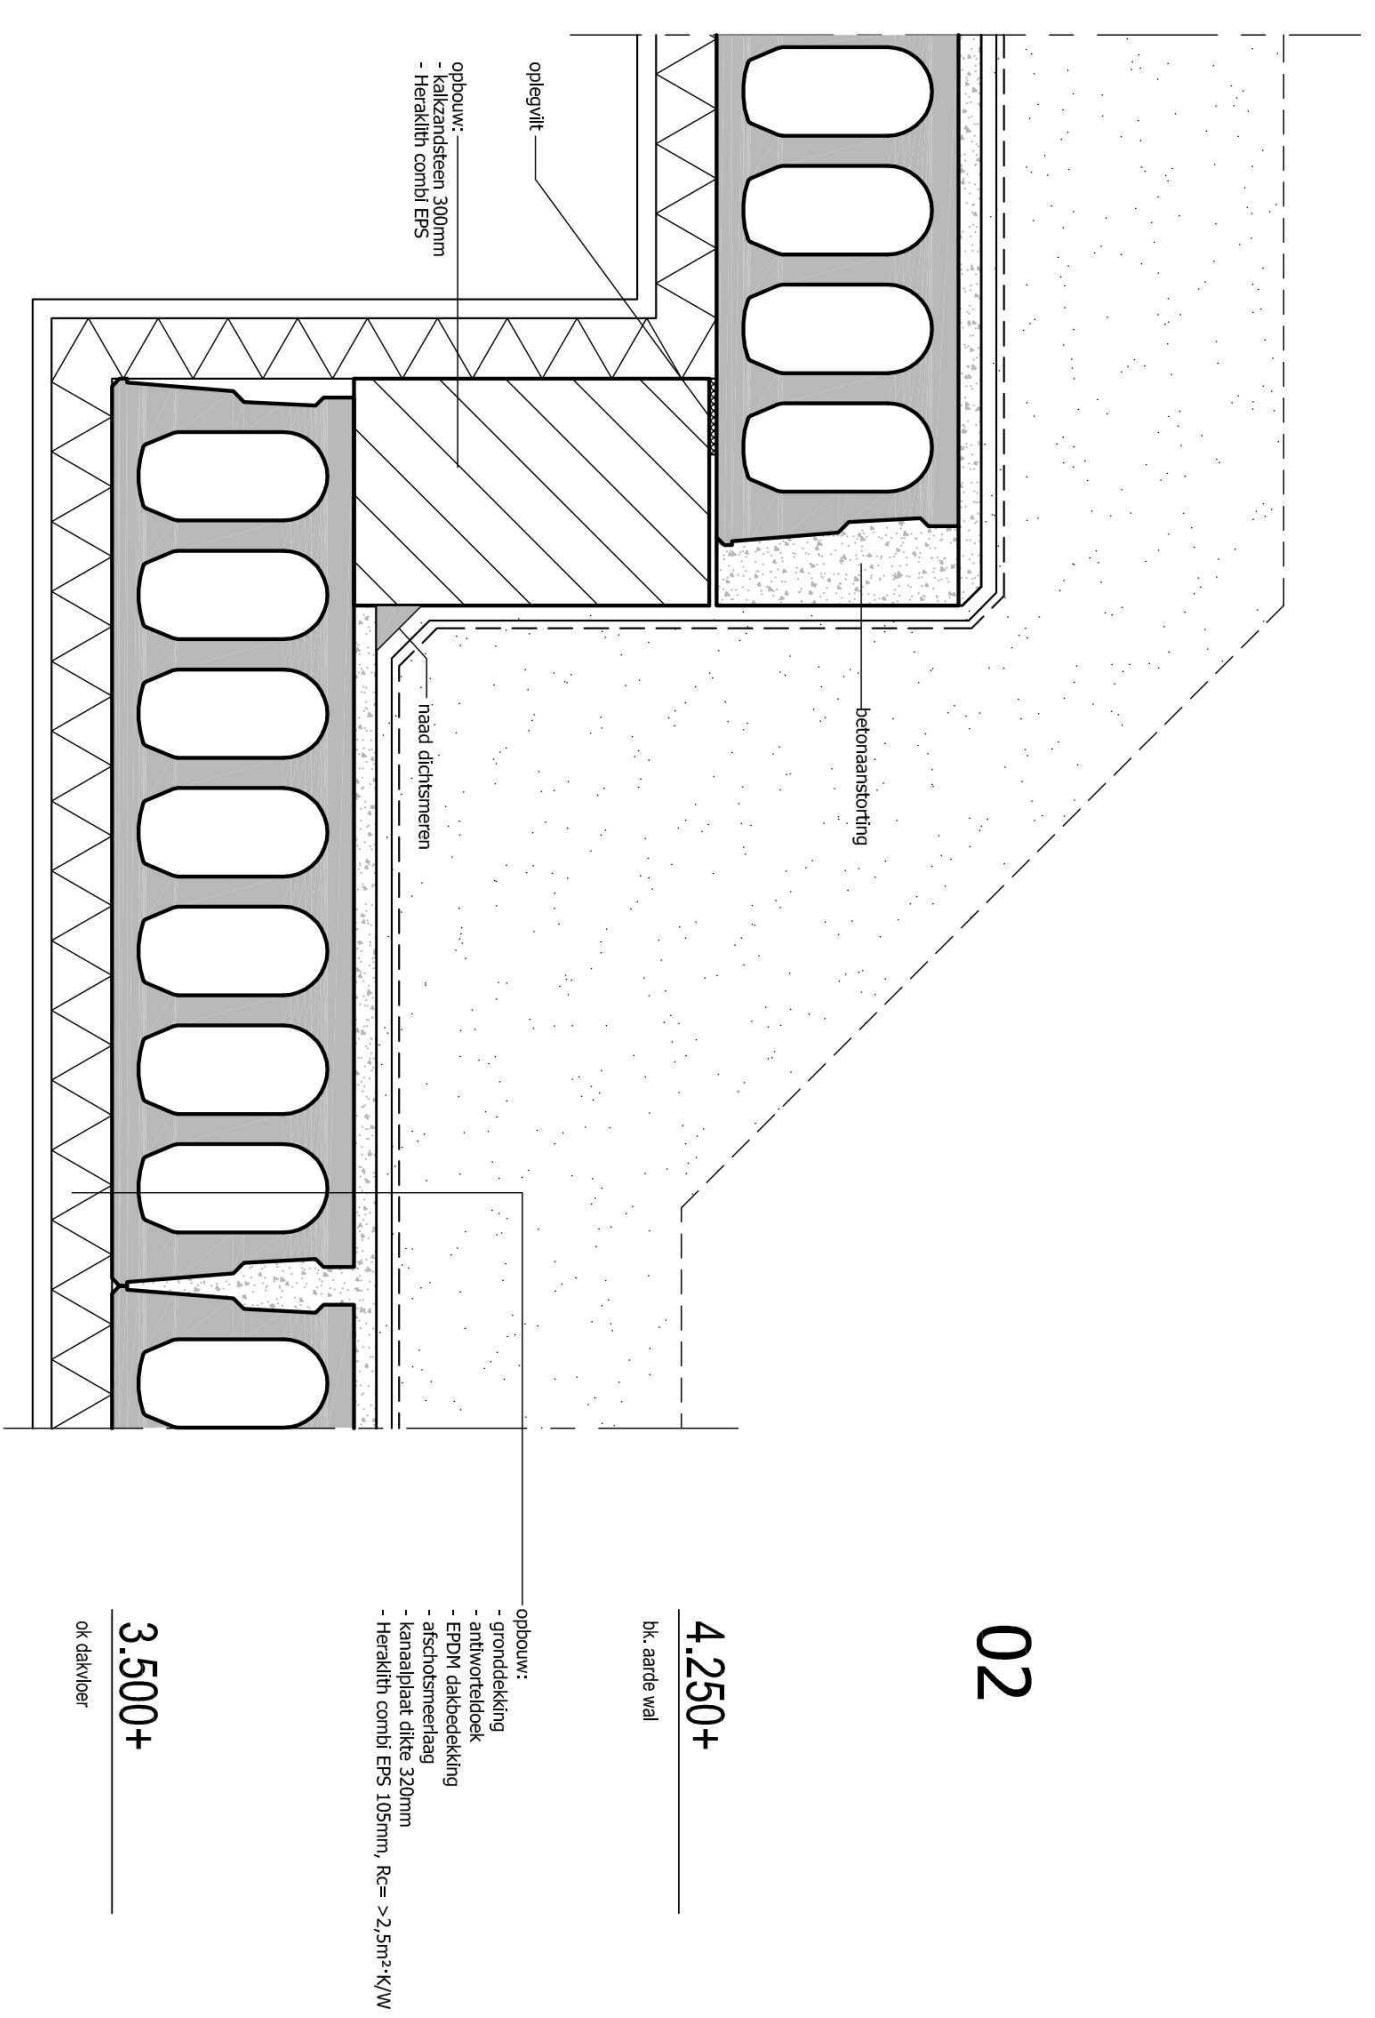 02
oplegvilt
opbouw:
- kalkzandsteen 300mm
- Heraklith combi EPS
betonaanstorting
naad dichtsmeren
4.250+
bk. aarde wal
opbouw:
- gronddekking
- antiworteldoek
- EPDM dakbedekking
- afschotsmeerlaag
- kanaalplaat dikte 320mm
- Heraklith combi EPS 105mm, Rc= >2,5m²·K/W
3.500+
ok dakvloer